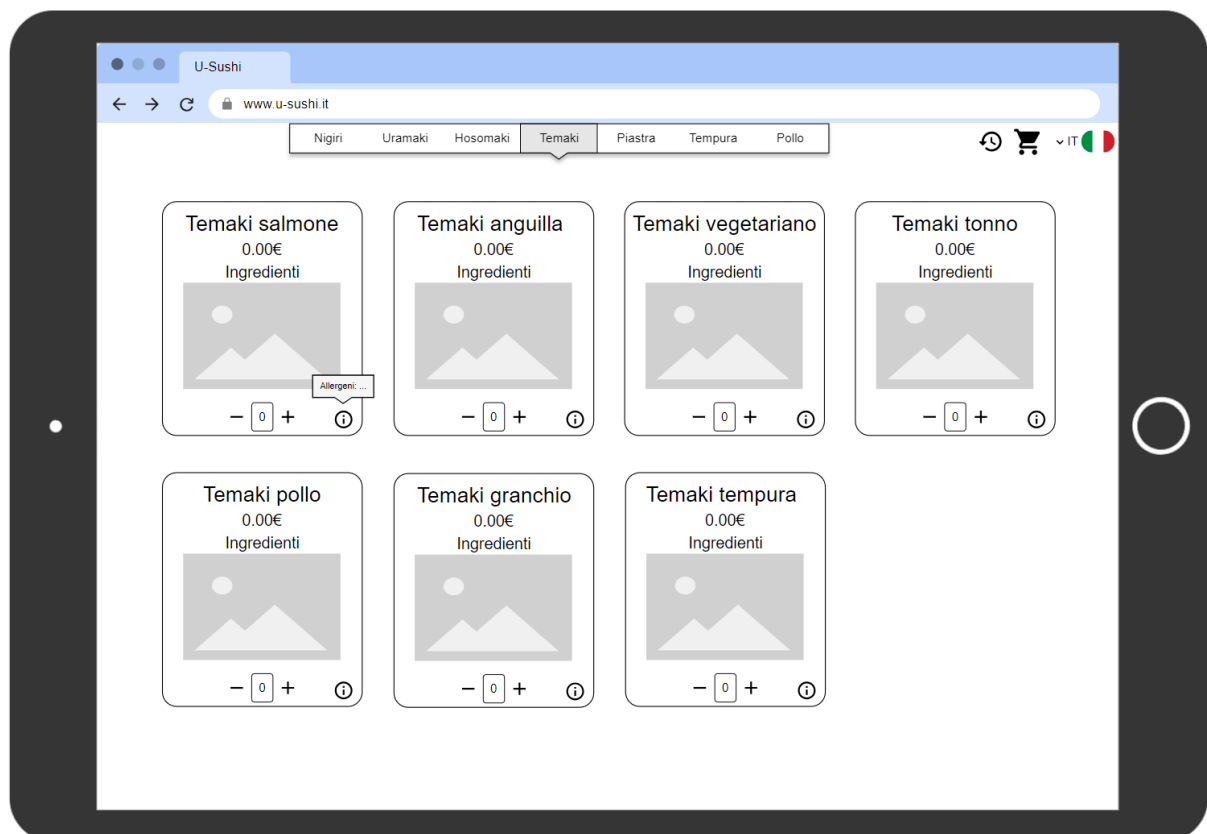 U-Sushi
www.u-sushi.it
Nigiri Uramaki Hosomaki Temaki Piastra Tempura Pollo
IT
Temaki salmone
0.00€
Ingredienti
Allergeni: ...
0
Temaki anguilla
0.00€
Ingredienti
0
Temaki vegetariano
0.00€
Ingredienti
0
Temaki tonno
0.00€
Ingredienti
0
Temaki pollo
0.00€
Ingredienti
0
Temaki granchio
0.00€
Ingredienti
0
Temaki tempura
0.00€
Ingredienti
0